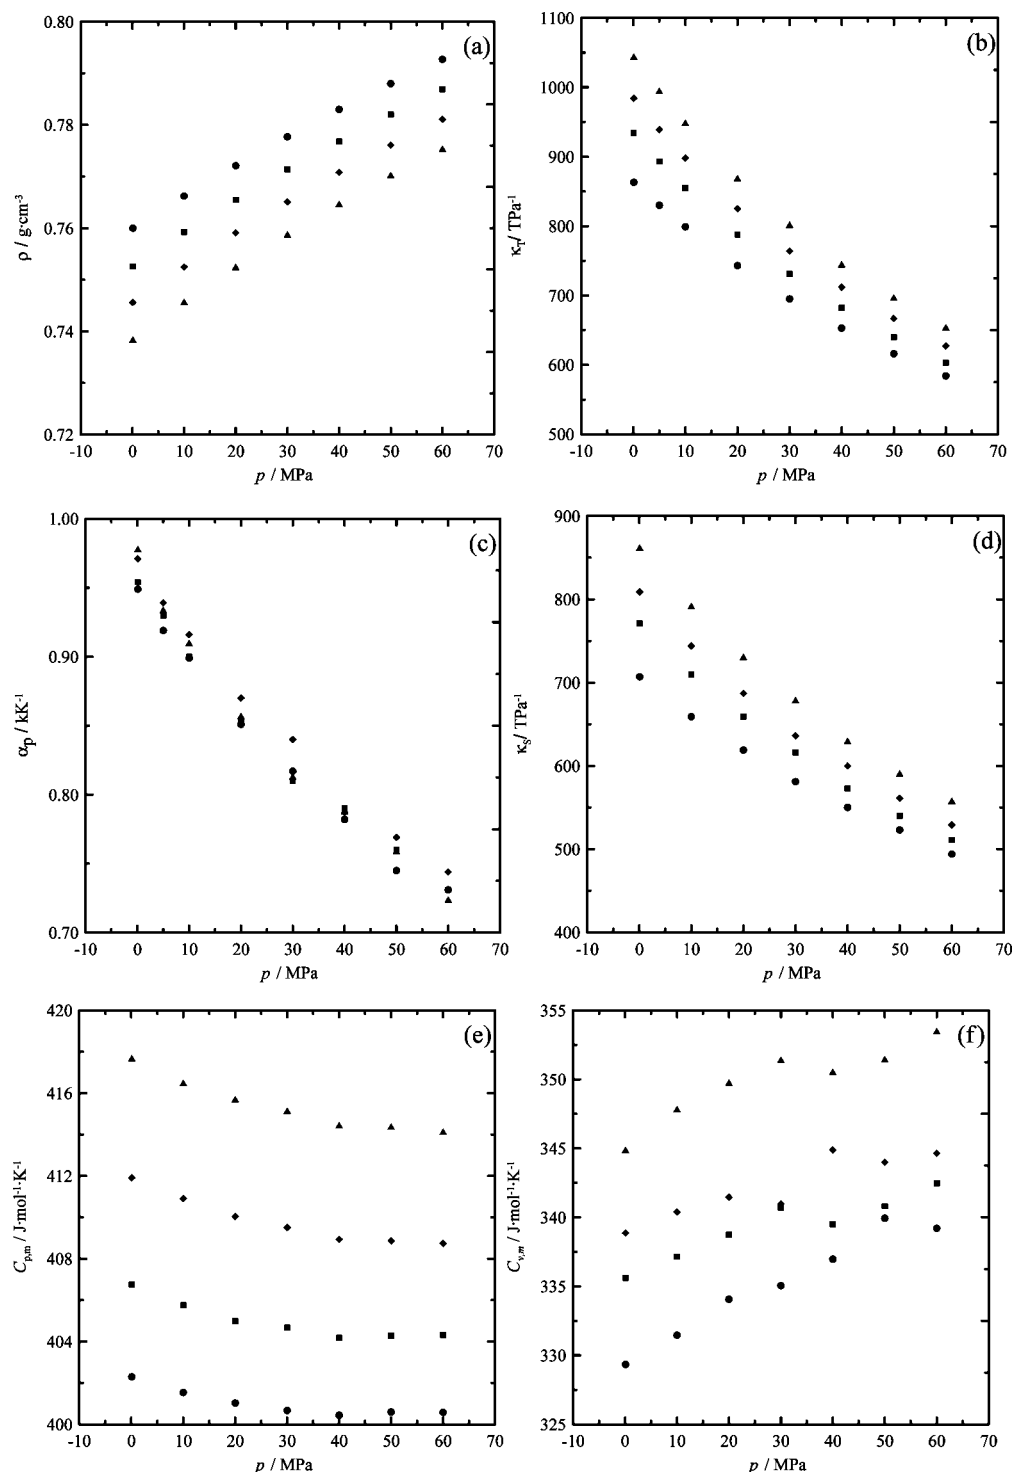 (a)
0.80
0.78
0.76
0.74
0.72
ρ / g·cm⁻³
-10 0 10 20 30 40 50 60 70
p / MPa
(b)
1100
1000
900
800
700
600
500
κT/ TPa⁻¹
-10 0 10 20 30 40 50 60 70
p / MPa
(c)
1.00
0.90
0.80
0.70
αp / kK⁻¹
-10 0 10 20 30 40 50 60 70
p / MPa
(d)
900
800
700
600
500
400
κS/ TPa⁻¹
-10 0 10 20 30 40 50 60 70
p / MPa
(e)
420
416
412
408
404
400
Cp,m / J·mol⁻¹·K⁻¹
-10 0 10 20 30 40 50 60 70
p / MPa
(f)
355
350
345
340
335
330
325
Cv,m / J·mol⁻¹·K⁻¹
-10 0 10 20 30 40 50 60 70
p / MPa